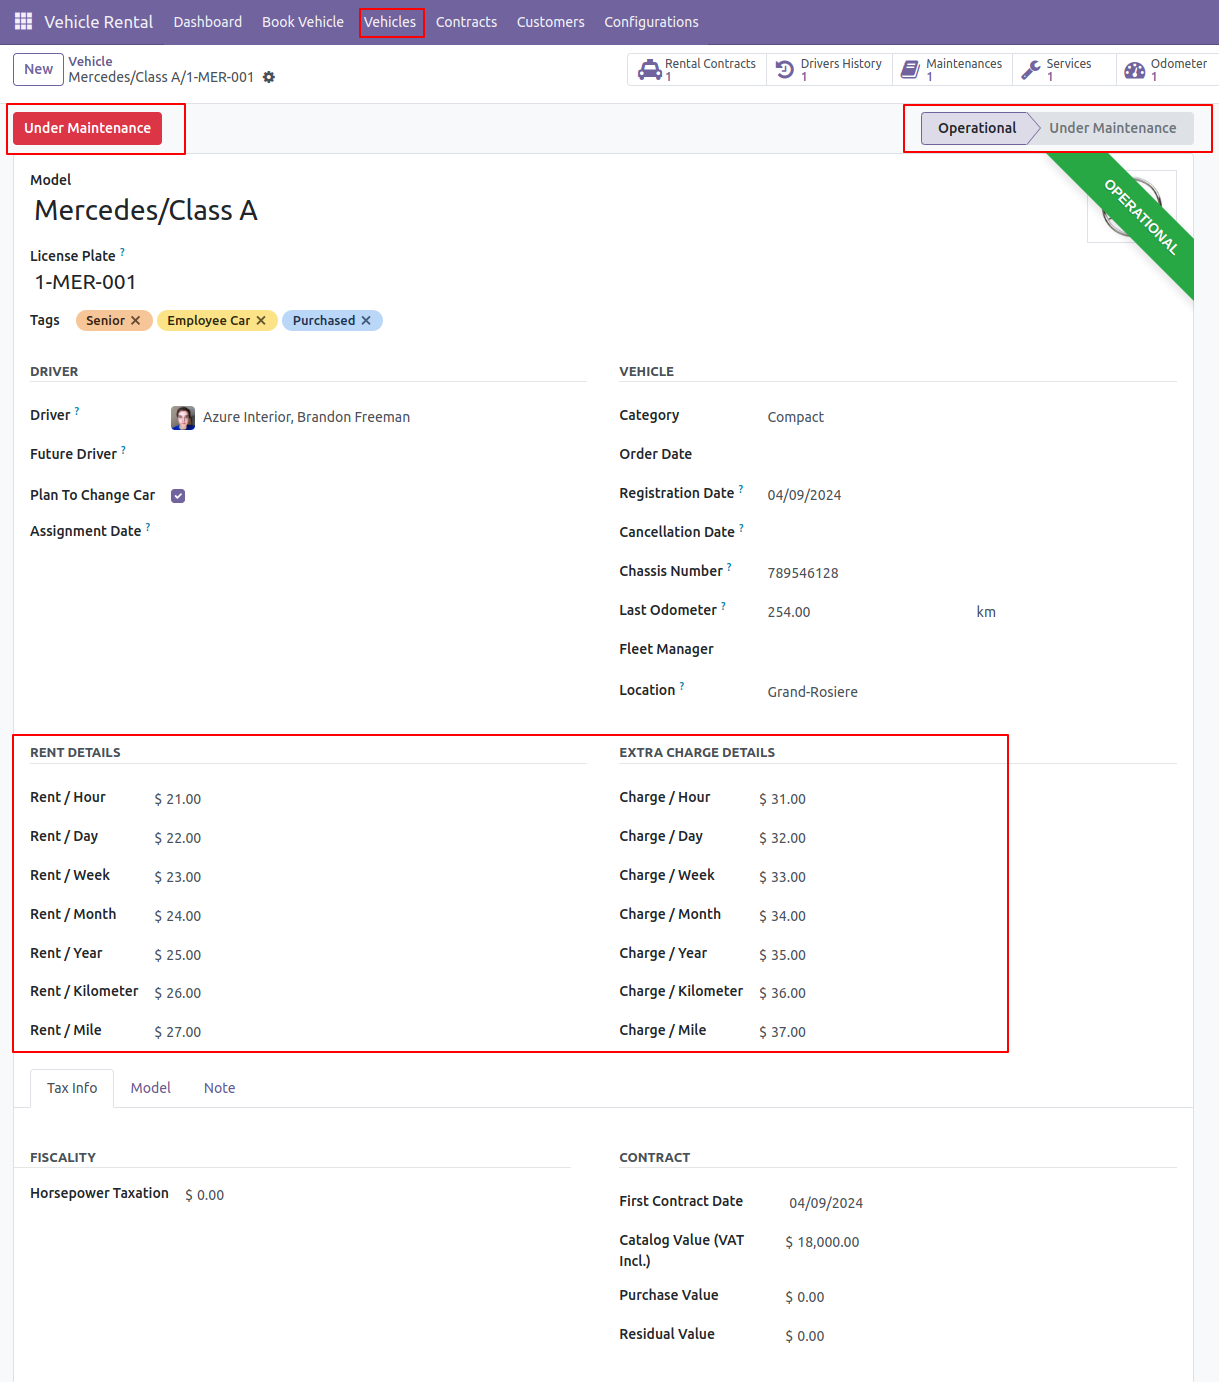 Vehicle Rental Dashboard Book Vehicle Vehicles Contracts Customers Configurations
New
Vehicle
Mercedes/Class A/1-MER-001
Rental Contracts
1
Drivers History
1
Maintenances
1
Services
1
Odometer
1
Under Maintenance
Operational Under Maintenance
Model
Mercedes/Class A
OPERATIONAL
License Plate ?
1-MER-001
Tags Senior ✕ Employee Car ✕ Purchased ✕
DRIVER
Driver ? Azure Interior, Brandon Freeman
Future Driver ?
Plan To Change Car
Assignment Date ?
VEHICLE
Category Compact
Order Date
Registration Date ? 04/09/2024
Cancellation Date ?
Chassis Number ? 789546128
Last Odometer ? 254.00 km
Fleet Manager
Location ? Grand-Rosiere
RENT DETAILS
Rent / Hour $ 21.00
Rent / Day $ 22.00
Rent / Week $ 23.00
Rent / Month $ 24.00
Rent / Year $ 25.00
Rent / Kilometer $ 26.00
Rent / Mile $ 27.00
EXTRA CHARGE DETAILS
Charge / Hour $ 31.00
Charge / Day $ 32.00
Charge / Week $ 33.00
Charge / Month $ 34.00
Charge / Year $ 35.00
Charge / Kilometer $ 36.00
Charge / Mile $ 37.00
Tax Info Model Note
FISCALITY
Horsepower Taxation $ 0.00
CONTRACT
First Contract Date 04/09/2024
Catalog Value (VAT $ 18,000.00
Incl.)
Purchase Value $ 0.00
Residual Value $ 0.00